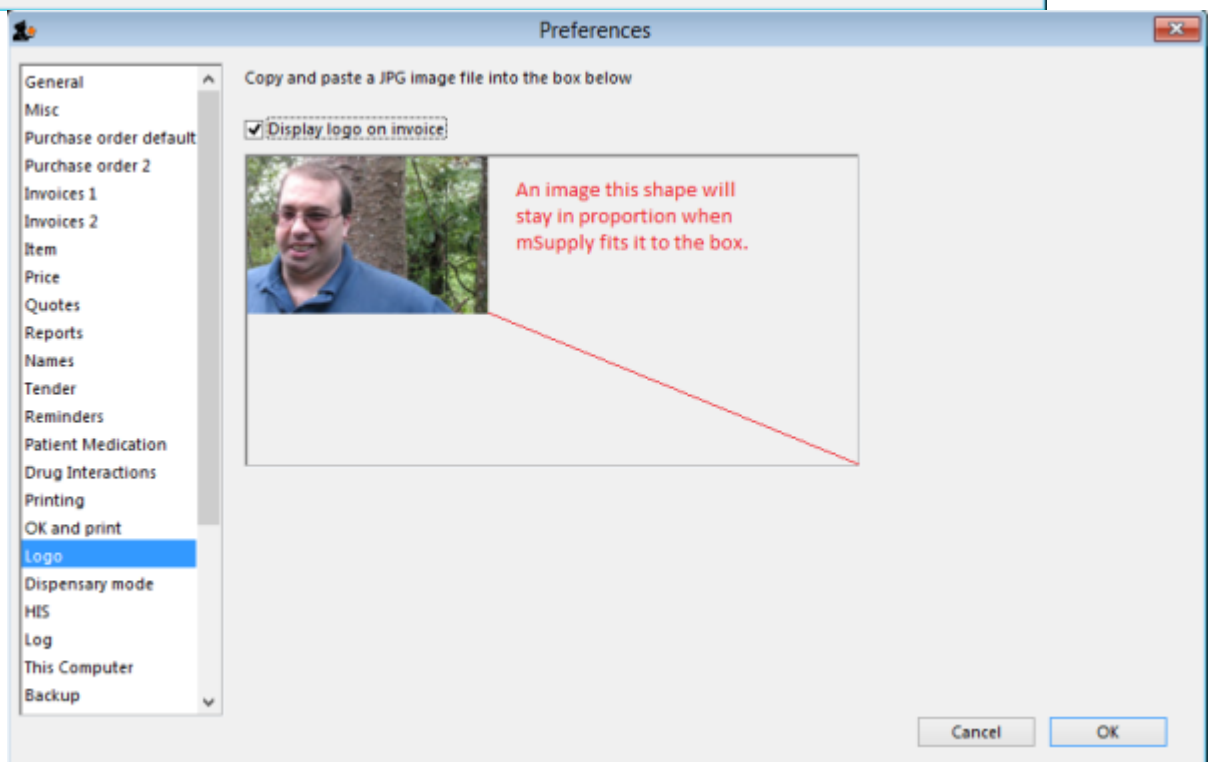 Preferences
General
Misc
Purchase order default
Purchase order 2
Invoices 1
Invoices 2
Item
Price
Quotes
Reports
Names
Tender
Reminders
Patient Medication
Drug Interactions
Printing
OK and print
Logo
Dispensary mode
HIS
Log
This Computer
Backup
Copy and paste a JPG image file into the box below
Display logo on invoice
An image this shape will
stay in proportion when
mSupply fits it to the box.
Cancel
OK